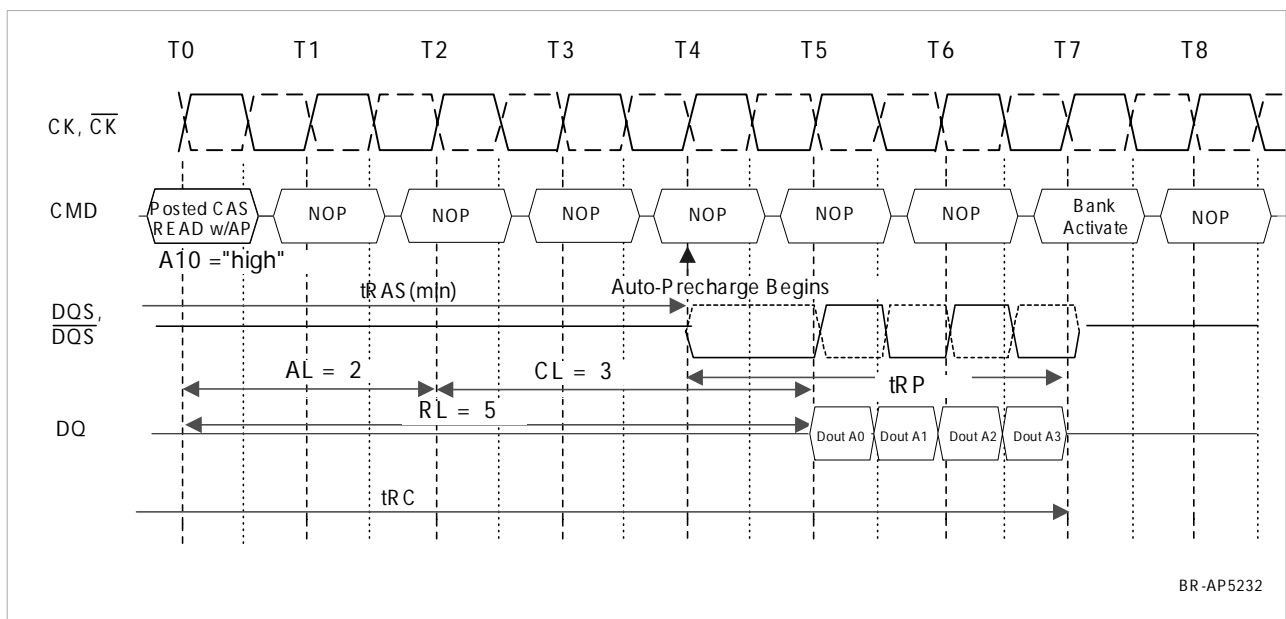 T0 T1 T2 T3 T4 T5 T6 T7 T8
CK, CK
CMD
Posted CAS
READ w/AP
NOP NOP NOP NOP NOP NOP
Bank
Activate
NOP
A10 ="high"
tRAS(min)
Auto-Precharge Begins
DQS,
DQS
AL = 2
CL = 3
tRP
RL = 5
DQ
Dout A0 Dout A1 Dout A2 Dout A3
tRC
BR-AP5232